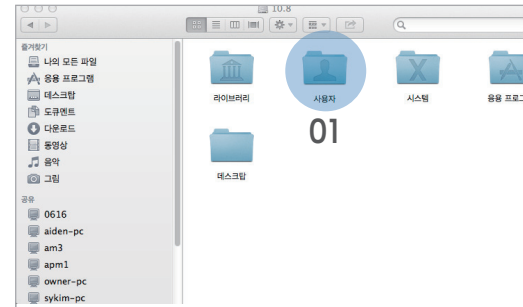 10.8
즐겨찾기
나의 모든 파일
응용 프로그램
데스크탑
도큐멘트
다운로드
동영상
음악
그림
공유
0616
aiden-pc
am3
apm1
owner-pc
sykim-pc
라이브러리
사용자
시스템
응용 프로그
01
데스크탑